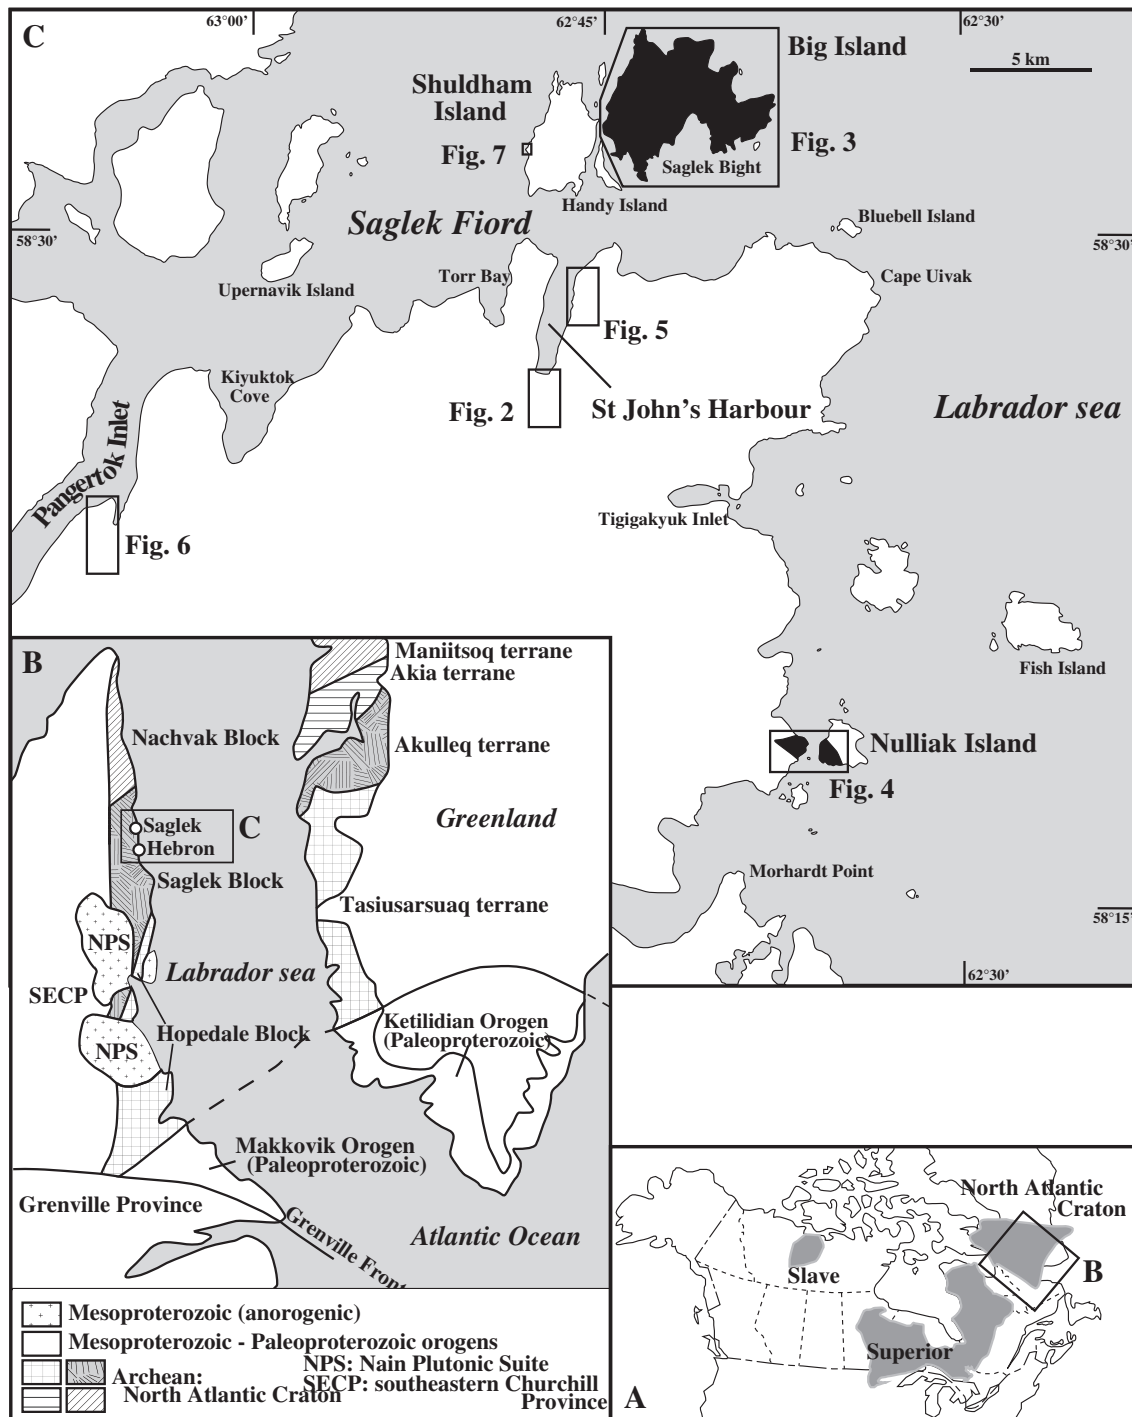 C
63°00’
62°45’
62°30’
Big Island
5 km
Shuldham
Island
Fig. 7
Fig. 3
Saglek Bight
Handy Island
Saglek Fiord
Bluebell Island
58°30’
58°30’
Torr Bay
Cape Uivak
Upernavik Island
Fig. 5
Kiyuktok
Cove
Fig. 2
St John’s Harbour
Labrador sea
Pangertok Inlet
Tigigakyuk Inlet
Fig. 6
Fish Island
Nulliak Island
Fig. 4
Morhardt Point
58°15’
62°30’
B
Maniitsoq terrane
Akia terrane
Nachvak Block
Akulleq terrane
Greenland
Saglek
C
Hebron
Saglek Block
Tasiusarsuaq terrane
NPS
Labrador sea
SECP
Hopedale Block
Ketilidian Orogen
(Paleoproterozoic)
NPS
Makkovik Orogen
(Paleoproterozoic)
Grenville Province
Grenville Front
Atlantic Ocean
Mesoproterozoic (anorogenic)
Mesoproterozoic - Paleoproterozoic orogens
Archean:
North Atlantic Craton
NPS: Nain Plutonic Suite
SECP: southeastern Churchill
Province
North Atlantic
Craton
Slave
B
Superior
A